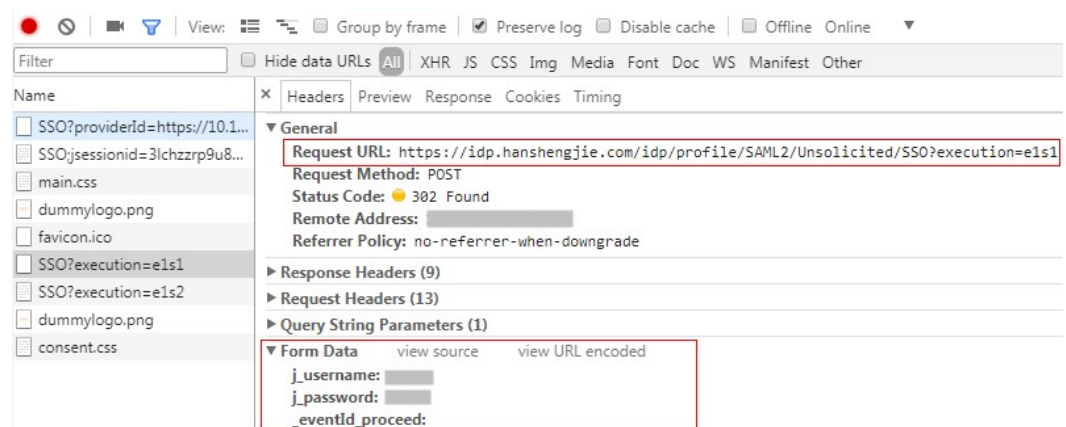 View: Group by frame Preserve log Disable cache Offline Online
Filter Hide data URLs All XHR JS CSS Img Media Font Doc WS Manifest Other
Name
SSO?providerId=https://10.1...
SSO;jsessionid=3lchzzrp9u8...
main.css
dummylogo.png
favicon.ico
SSO?execution=e1s1
SSO?execution=e1s2
dummylogo.png
consent.css
× Headers Preview Response Cookies Timing
General
Request URL: https://idp.hanshengjie.com/idp/profile/SAML2/Unsolicited/SSO?execution=e1s1
Request Method: POST
Status Code: 302 Found
Remote Address:
Referrer Policy: no-referrer-when-downgrade
Response Headers (9)
Request Headers (13)
Query String Parameters (1)
Form Data view source view URL encoded
j_username:
j_password:
_eventId_proceed: